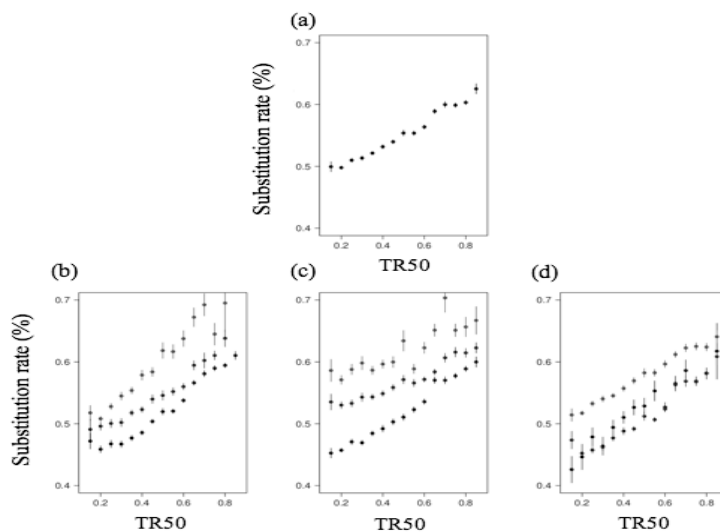 (a)
0.7
0.6
0.5
0.4
Substitution rate (%)
0.2 0.4 0.6 0.8
TR50
(b) (c) (d)
0.7 0.7 0.7
0.6 0.6 0.6
0.5 0.5 0.5
0.4 0.4 0.4
Substitution rate (%)
0.2 0.4 0.6 0.8 0.2 0.4 0.6 0.8 0.2 0.4 0.6 0.8
TR50 TR50 TR50